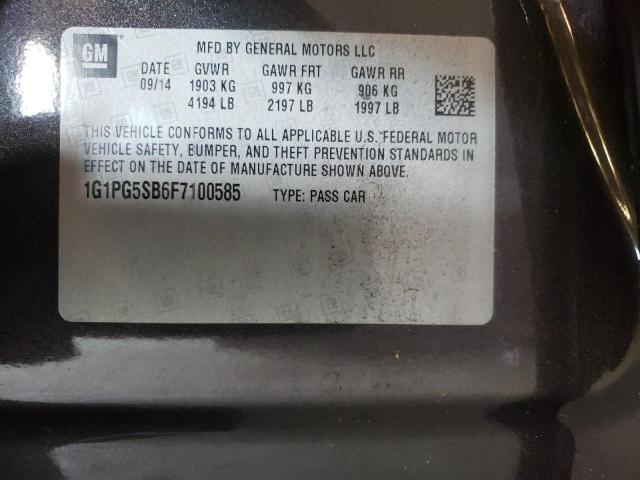 GM
MFD BY GENERAL MOTORS LLC
DATE GVWR GAWR FRT GAWR RR
09/14 1903 KG 997 KG 906 KG
4194 LB 2197 LB 1997 LB
THIS VEHICLE CONFORMS TO ALL APPLICABLE U.S. FEDERAL MOTOR
VEHICLE SAFETY, BUMPER, AND THEFT PREVENTION STANDARDS IN
EFFECT ON THE DATE OF MANUFACTURE SHOWN ABOVE.
1G1PG5SB6F7100585 TYPE: PASS CAR